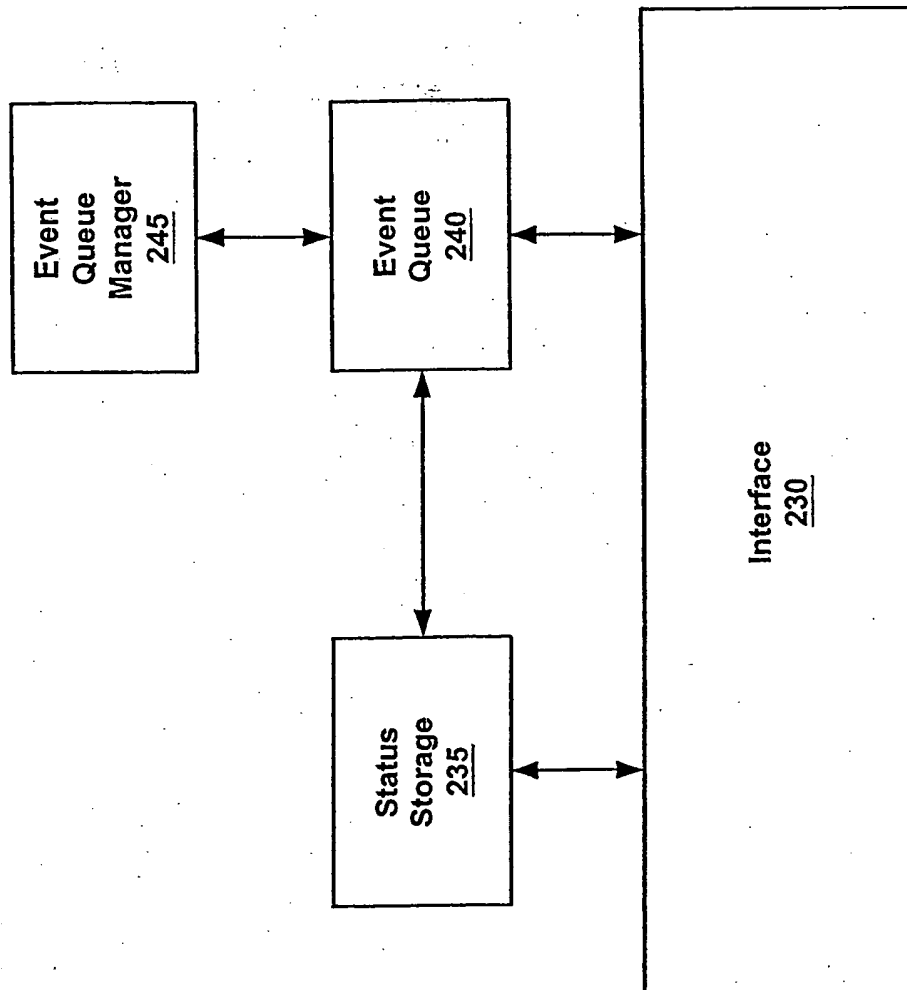 Event
Queue
Manager
245
Event
Queue
240
Status
Storage
235
Interface
230